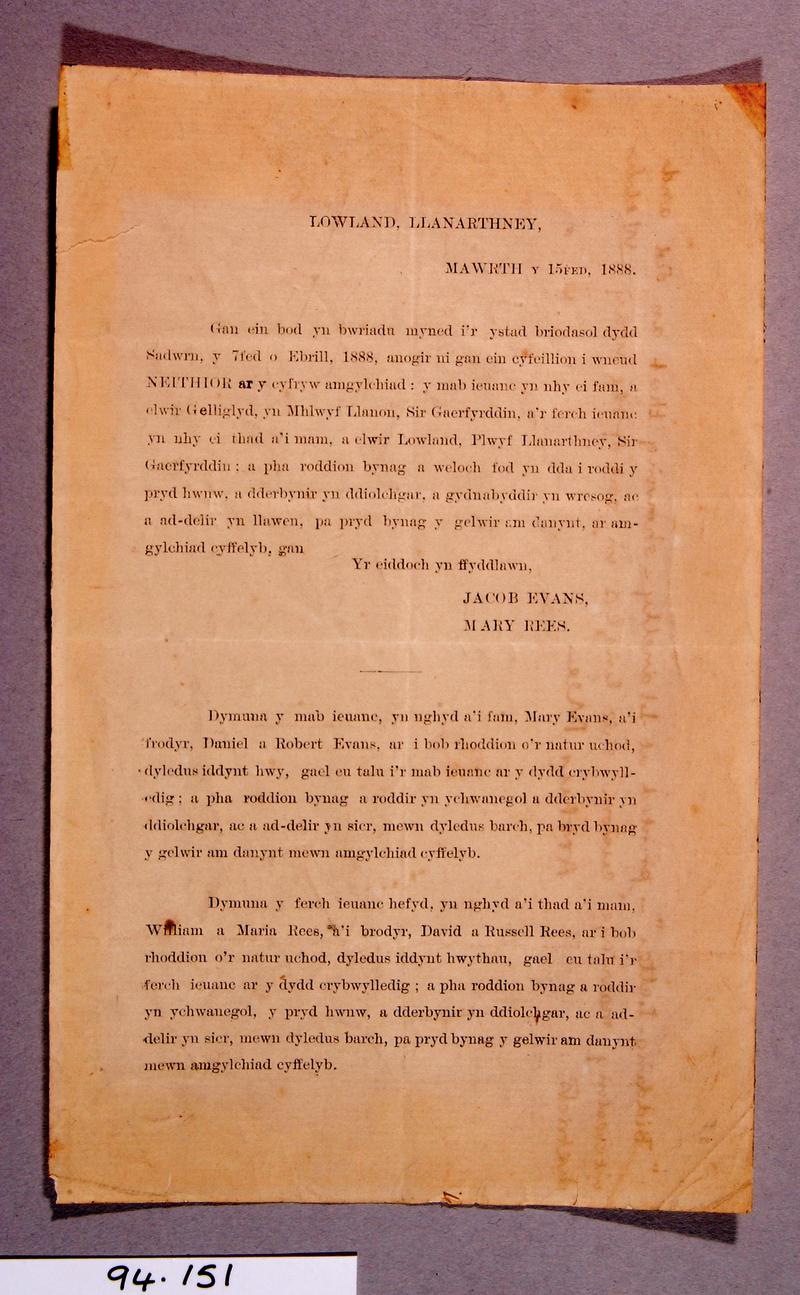 LOWLAND, LLANARTHNEY,
MAWRTH Y 15FED, 1888.
Gan ein bod yn bwriadu myned i'r ystad briodasol dydd
Sadwrn, y 7fed o Ebrill, 1888, anogir ni gan ein cyfeillion i wneud
NEITHIOR ar y cyfryw amgylchiad : y mab ieuanc yn nhy ei fam, a
elwir Gelliglyd, yn Mhlwyf Llanon, Sir Gaerfyrddin, a'r ferch ieuanc
yn nhy ei thad a'i mam, a elwir Lowland, Plwyf Llanarthney, Sir
Gaerfyrddin ; a pha roddion bynag a weloch fod yn dda i roddi y
pryd hwnw, a dderbynir yn ddiolchgar, a gydnabyddir yn wresog, ac
a ad-delir yn llawen, pa pryd bynag y gelwir am danynt, ar am-
gylchiad cyffelyb, gan
Yr eiddoch yn ffyddlawn,
JACOB EVANS,
MARY REES.
Dymuna y mab ieuanc, yn nghyd a'i fam, Mary Evans, a'i
frodyr, Daniel a Robert Evans, ar i bob rhoddion o'r natur uchod,
dyledus iddynt hwy, gael eu talu i'r mab ieuanc ar y dydd crybwyll-
edig ; a pha roddion bynag a roddir yn ychwanegol a dderbynir yn
ddiolchgar, ac a ad-delir yn sicr, mewn dyledus barch, pa bryd bynag
y gelwir am danynt mewn amgylchiad cyffelyb.
Dymuna y ferch ieuanc hefyd, yn nghyd a'i thad a'i mam,
William a Maria Rees, a'i brodyr, David a Russell Rees, ar i bob
rhoddion o'r natur uchod, dyledus iddynt hwythau, gael eu talu i'r
ferch ieuanc ar y dydd crybwylledig ; a pha roddion bynag a roddir
yn ychwanegol, y pryd hwnw, a dderbynir yn ddiolchgar, ac a ad-
delir yn sicr, mewn dyledus barch, pa pryd bynag y gelwir am danynt
mewn amgylchiad cyffelyb.
94.151